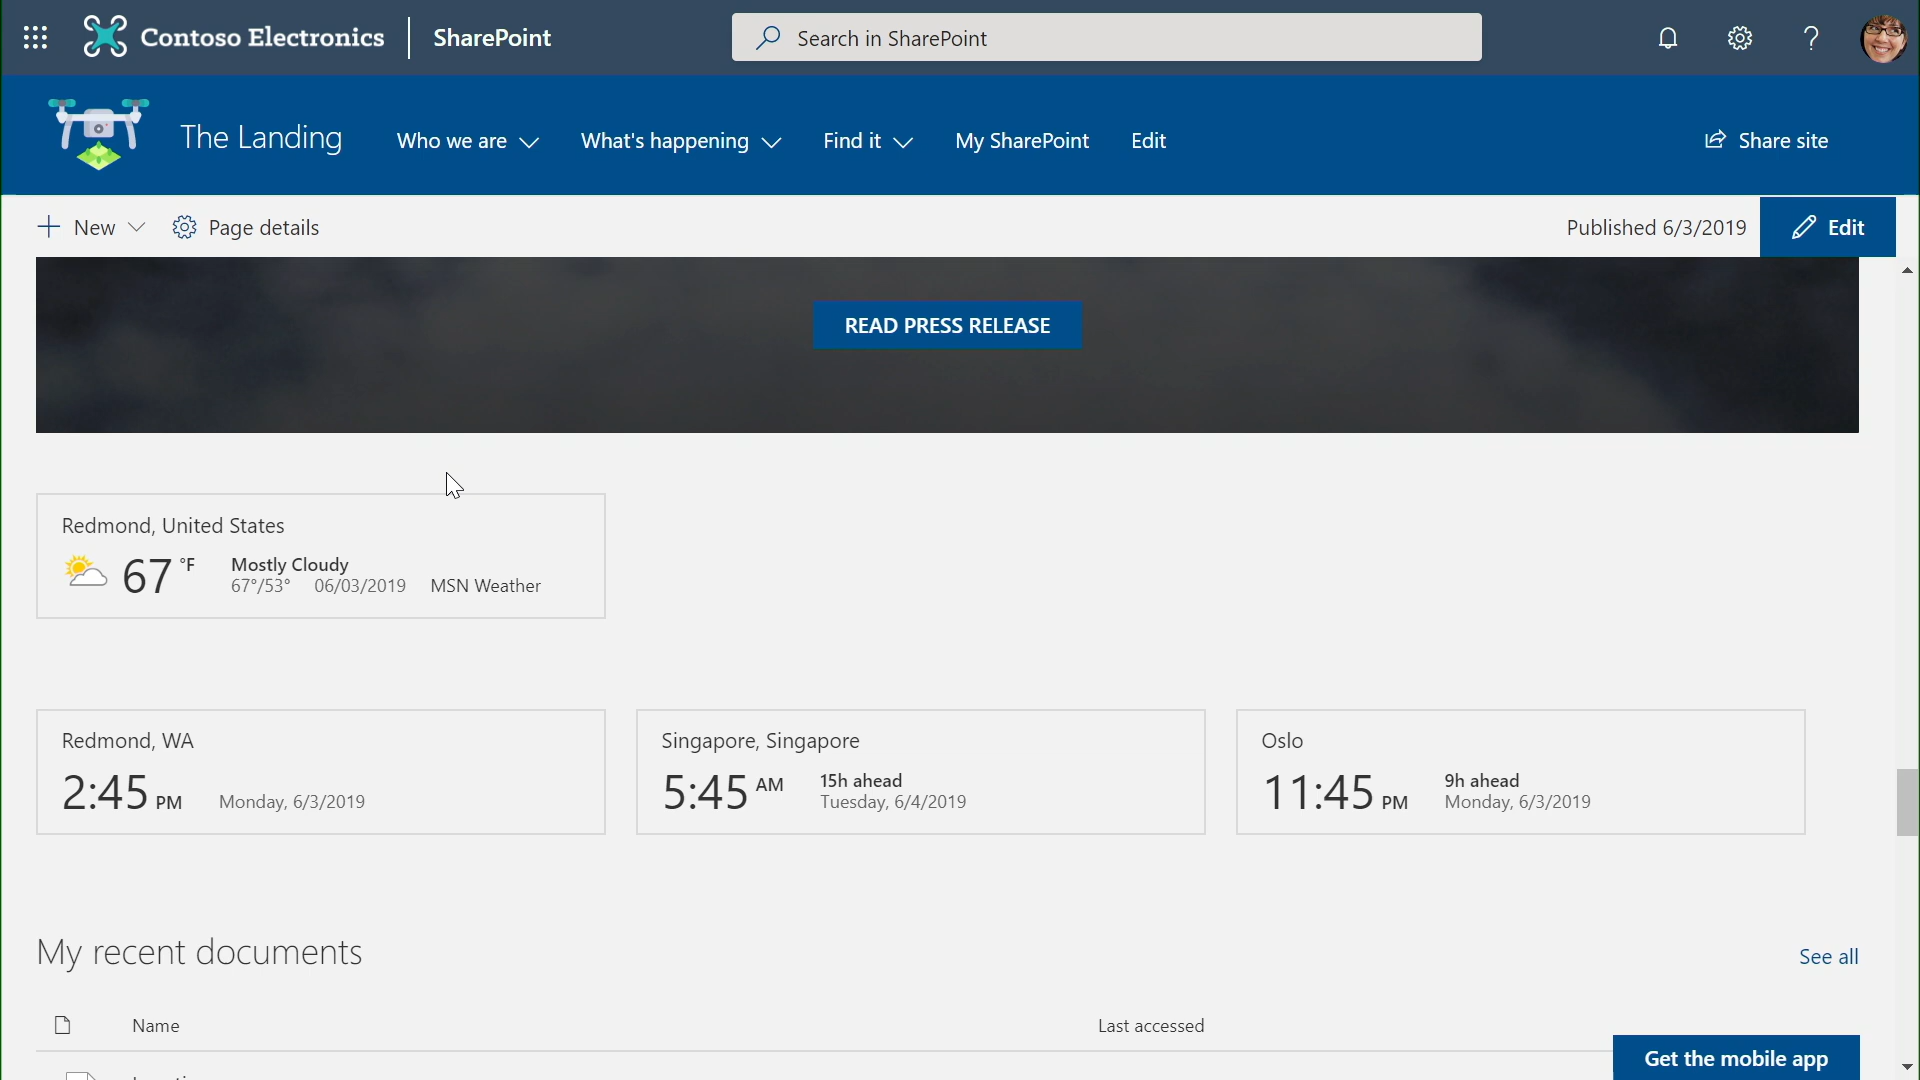 Contoso Electronics SharePoint Search in SharePoint ?
The Landing Who we are What's happening Find it My SharePoint Edit Share site
New Page details Published 6/3/2019 Edit
READ PRESS RELEASE
Redmond, United States
67 °F Mostly Cloudy
67°/53° 06/03/2019 MSN Weather
Redmond, WA
2:45 PM Monday, 6/3/2019
Singapore, Singapore
5:45 AM 15h ahead
Tuesday, 6/4/2019
Oslo
11:45 PM 9h ahead
Monday, 6/3/2019
My recent documents See all
Name Last accessed
Get the mobile app